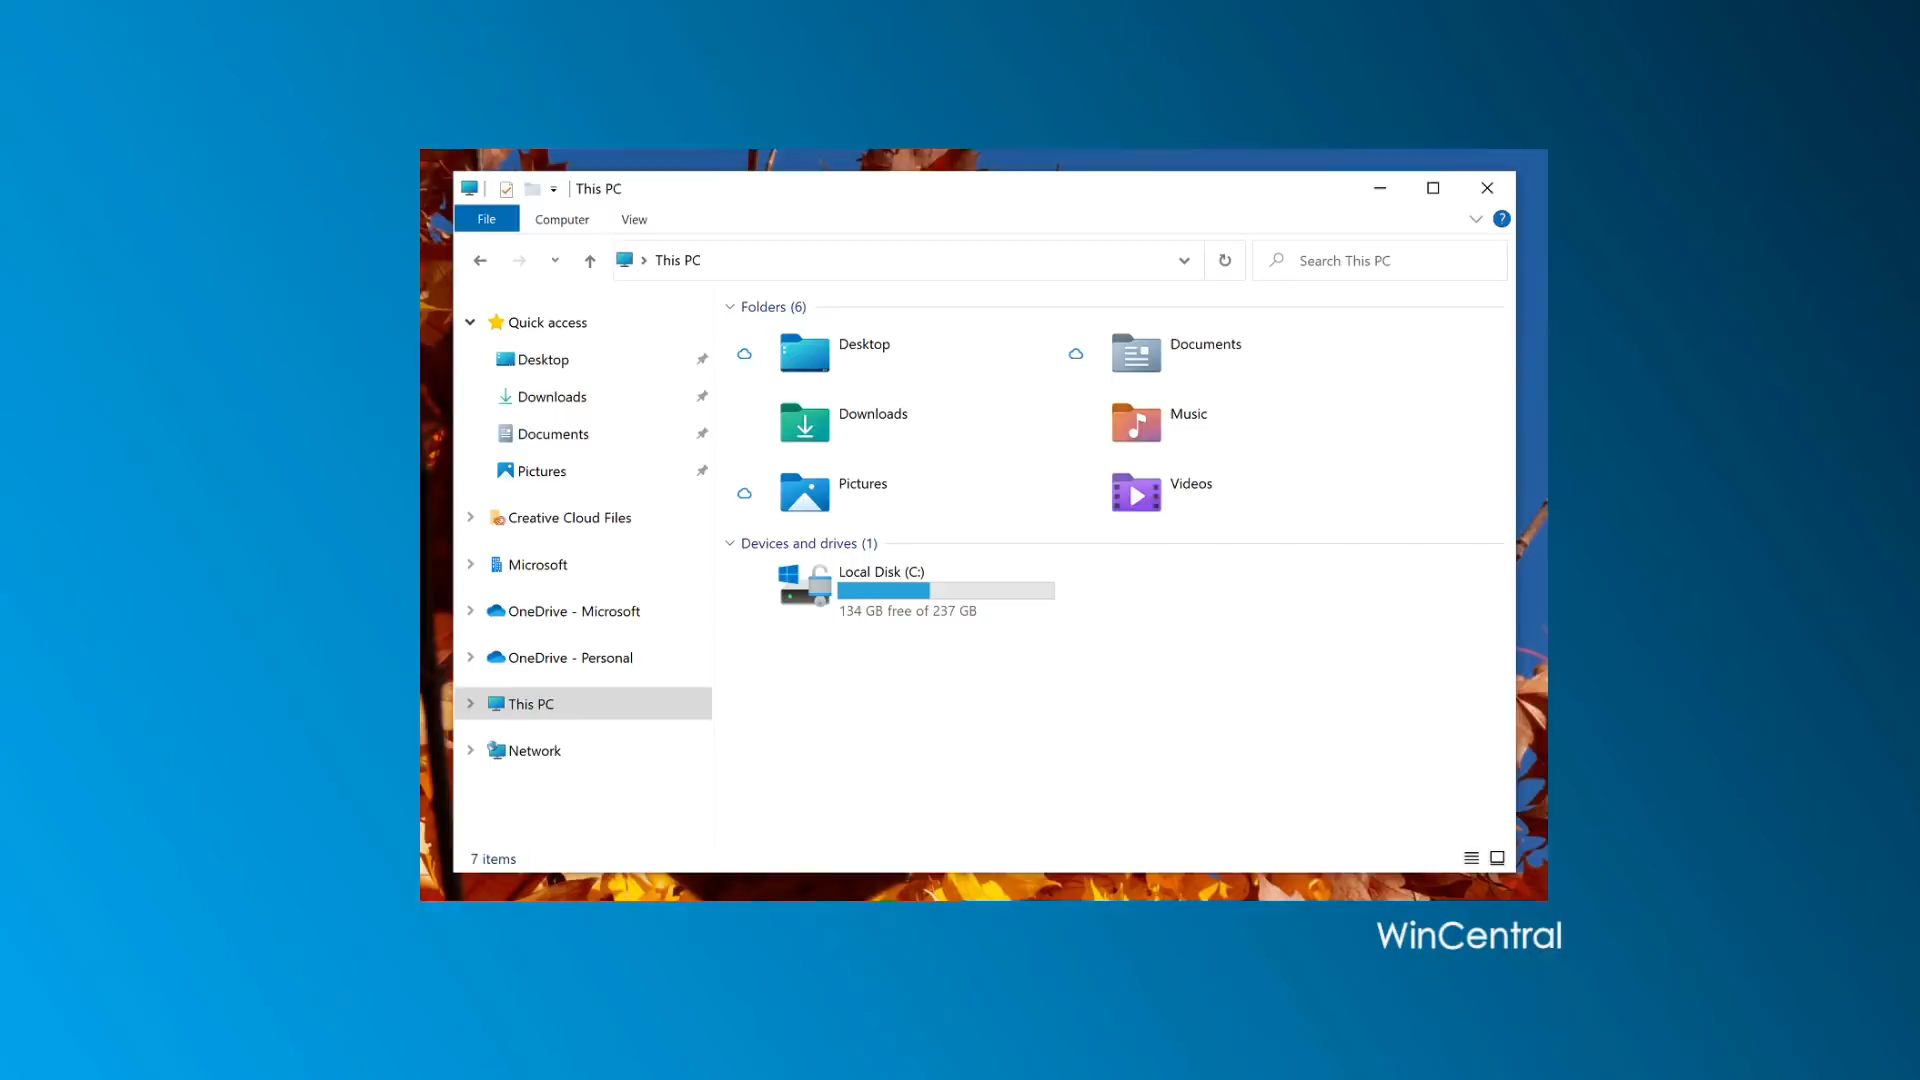 This PC
File Computer View
This PC
Search This PC
Quick access
Desktop
Downloads
Documents
Pictures
Creative Cloud Files
Microsoft
OneDrive - Microsoft
OneDrive - Personal
This PC
Network
Folders (6)
Desktop
Documents
Downloads
Music
Pictures
Videos
Devices and drives (1)
Local Disk (C:)
134 GB free of 237 GB
7 items
WinCentral